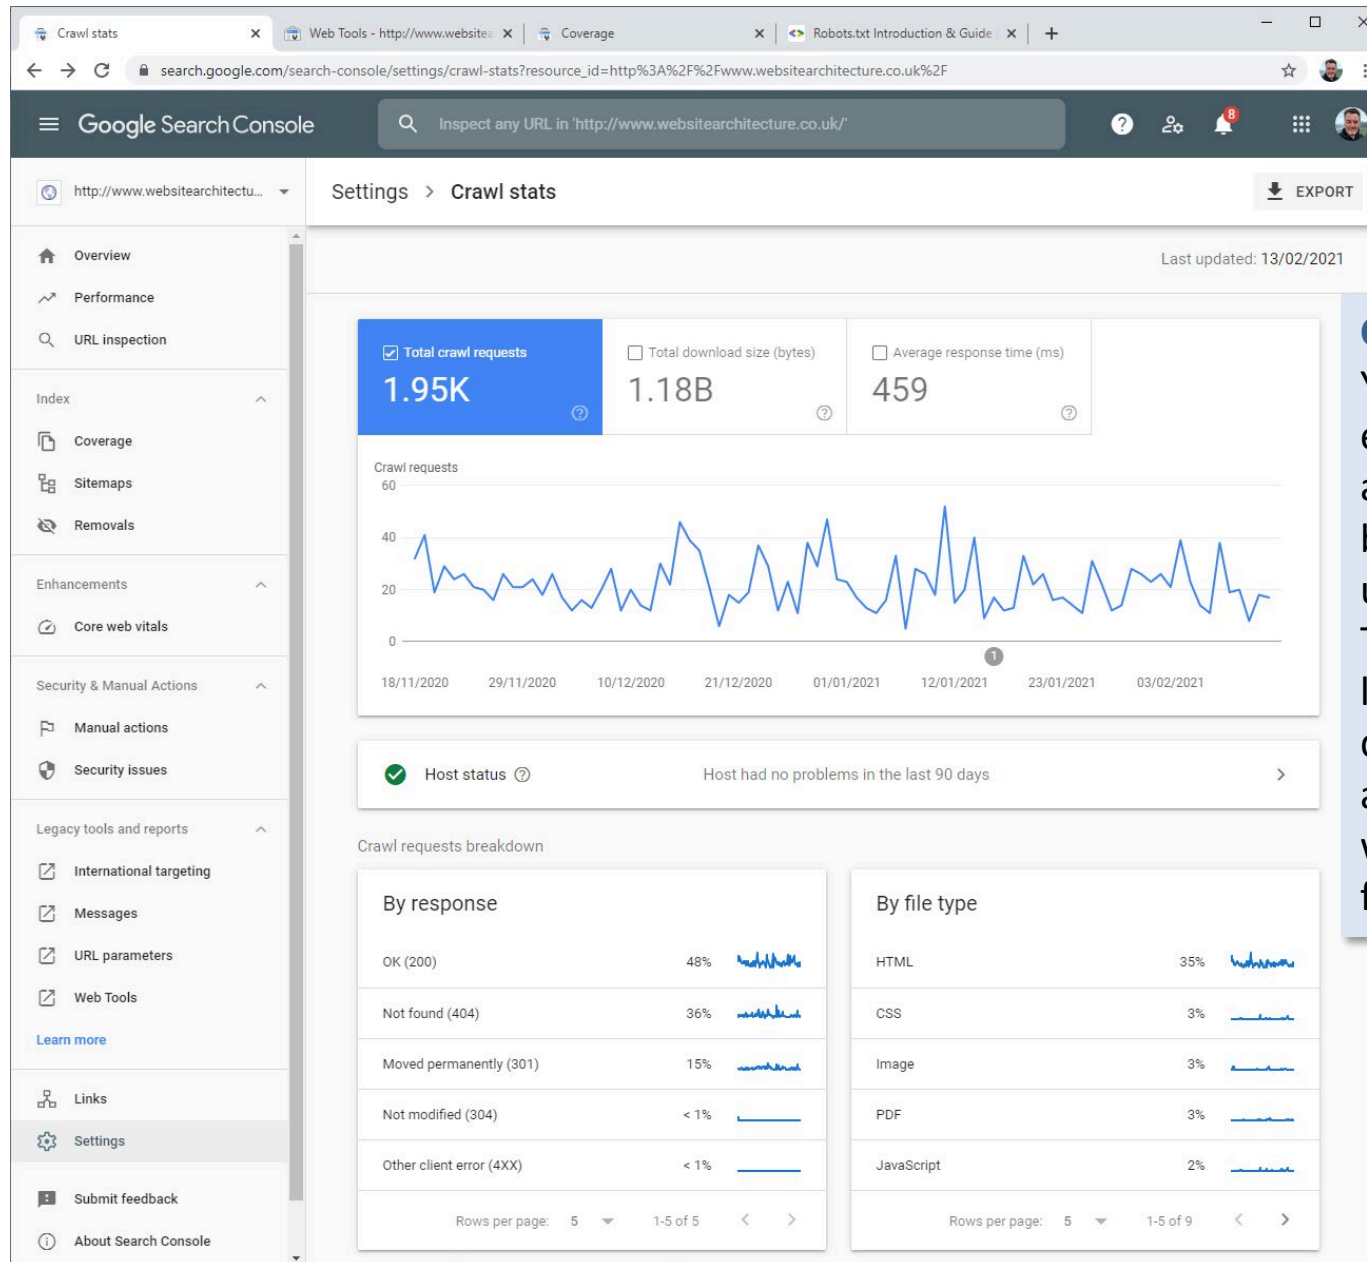 Crawl stats
Web Tools - http://www.websitea
Coverage
Robots.txt Introduction & Guide
search.google.com/search-console/settings/crawl-stats?resource_id=http%3A%2F%2Fwww.websitearchitecture.co.uk%2F
Google Search Console
Inspect any URL in 'http://www.websitearchitecture.co.uk/'
8
http://www.websitearchitectu...
Settings > Crawl stats
EXPORT
Last updated: 13/02/2021
Overview
Performance
URL inspection
Index
Coverage
Sitemaps
Removals
Enhancements
Core web vitals
Security & Manual Actions
Manual actions
Security issues
Legacy tools and reports
International targeting
Messages
URL parameters
Web Tools
Learn more
Links
Settings
Submit feedback
About Search Console
Total crawl requests
1.95K
Total download size (bytes)
1.18B
Average response time (ms)
459
Crawl requests
60
40
20
0
1
18/11/2020 29/11/2020 10/12/2020 21/12/2020 01/01/2021 12/01/2021 23/01/2021 03/02/2021
Host status
Host had no problems in the last 90 days
Crawl requests breakdown
By response
OK (200) 48%
Not found (404) 36%
Moved permanently (301) 15%
Not modified (304) < 1%
Other client error (4XX) < 1%
Rows per page: 5 1-5 of 5
By file type
HTML 35%
CSS 3%
Image 3%
PDF 3%
JavaScript 2%
Rows per page: 5 1-5 of 9